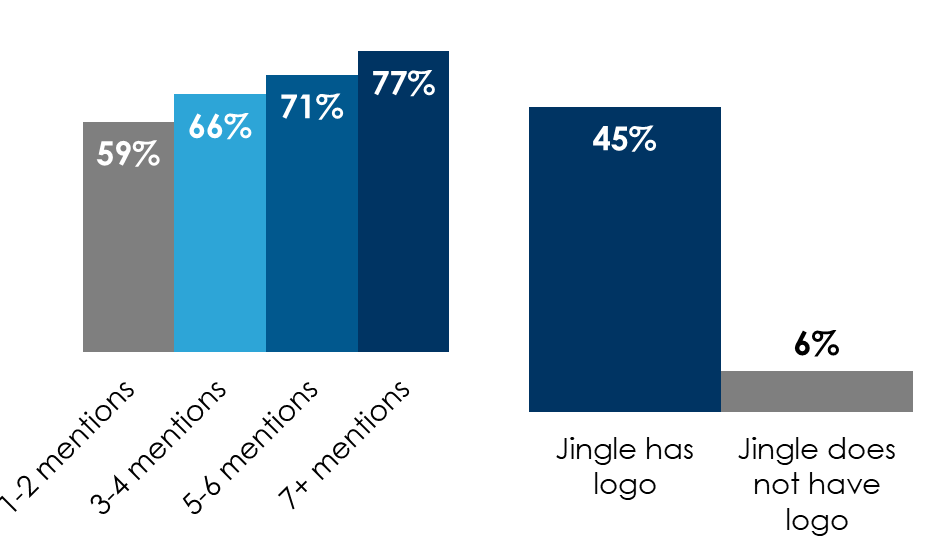 59%
66%
71%
77%
1-2 mentions
3-4 mentions
5-6 mentions
7+ mentions
45%
6%
Jingle has
logo
Jingle does
not have
logo